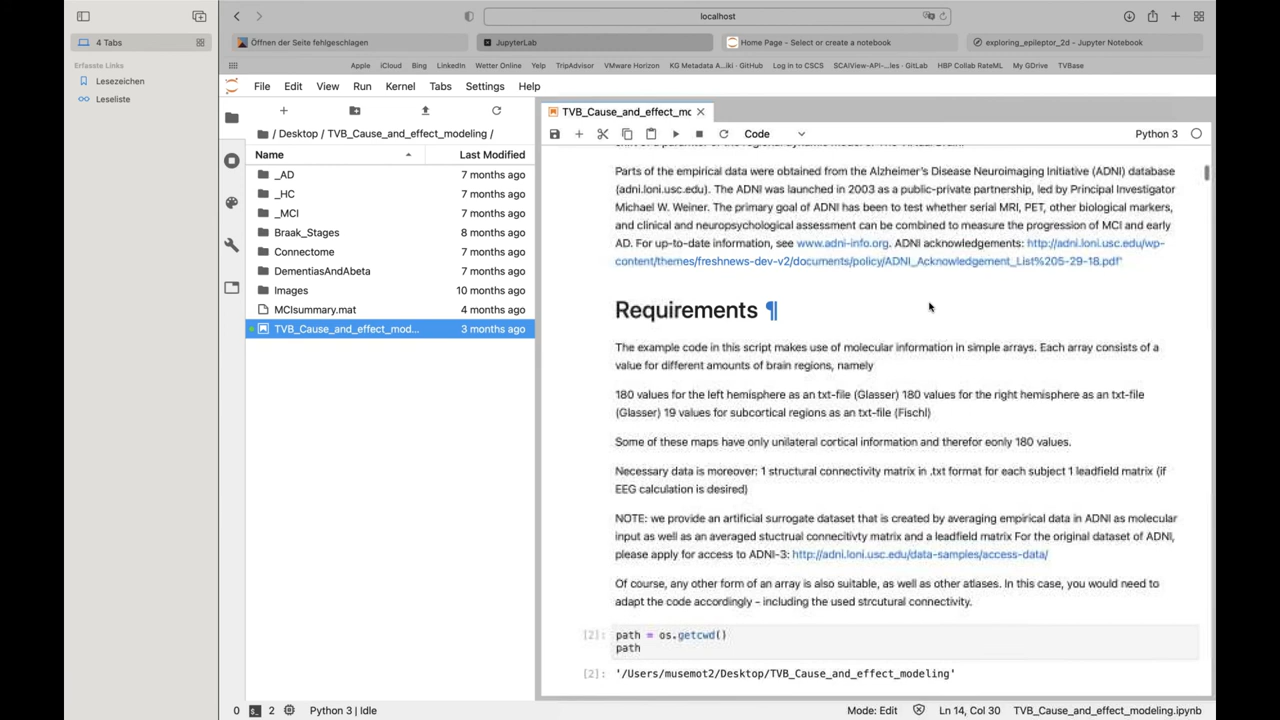 localhost
4 Tabs
Öffnen der Seite fehlgeschlagen
JupyterLab
Home Page - Select or create a notebook
exploring_epileptor_2d - Jupyter Notebook
Erfasste Links
Lesezeichen
Leseliste
Apple iCloud Bing LinkedIn Wetter Online Yelp TripAdvisor VMware Horizon KG Metadata A...iki · GitHub Log in to CSCS SCAIView-API-...les · GitLab HBP Collab RateML My GDrive TVBase
File Edit View Run Kernel Tabs Settings Help
/ Desktop / TVB_Cause_and_effect_modeling /
Name Last Modified
_AD 7 months ago
_HC 7 months ago
_MCI 7 months ago
Braak_Stages 8 months ago
Connectome 7 months ago
DementiasAndAbeta 7 months ago
Images 10 months ago
MCIsummary.mat 4 months ago
TVB_Cause_and_effect_mod... 3 months ago
TVB_Cause_and_effect_mc
Code
Python 3
Parts of the empirical data were obtained from the Alzheimer's Disease Neuroimaging Initiative (ADNI) database
(adni.loni.usc.edu). The ADNI was launched in 2003 as a public-private partnership, led by Principal Investigator
Michael W. Weiner. The primary goal of ADNI has been to test whether serial MRI, PET, other biological markers,
and clinical and neuropsychological assessment can be combined to measure the progression of MCI and early
AD. For up-to-date information, see www.adni-info.org. ADNI acknowledgements: http://adni.loni.usc.edu/wp-
content/themes/freshnews-dev-v2/documents/policy/ADNI_Acknowledgement_List%205-29-18.pdf'
Requirements ¶
The example code in this script makes use of molecular information in simple arrays. Each array consists of a
value for different amounts of brain regions, namely
180 values for the left hemisphere as an txt-file (Glasser) 180 values for the right hemisphere as an txt-file
(Glasser) 19 values for subcortical regions as an txt-file (Fischl)
Some of these maps have only unilateral cortical information and therefor eonly 180 values.
Necessary data is moreover: 1 structural connectivity matrix in .txt format for each subject 1 leadfield matrix (if
EEG calculation is desired)
NOTE: we provide an artificial surrogate dataset that is created by averaging empirical data in ADNI as molecular
input as well as an averaged stuctrual connecitivty matrix and a leadfield matrix For the original dataset of ADNI,
please apply for access to ADNI-3: http://adni.loni.usc.edu/data-samples/access-data/
Of course, any other form of an array is also suitable, as well as other atlases. In this case, you would need to
adapt the code accordingly - including the used strcutural connectivity.
[2]: path = os.getcwd()
path
[2]: '/Users/musemot2/Desktop/TVB_Cause_and_effect_modeling'
0 2 Python 3 | Idle
Mode: Edit Ln 14, Col 30 TVB_Cause_and_effect_modeling.ipynb